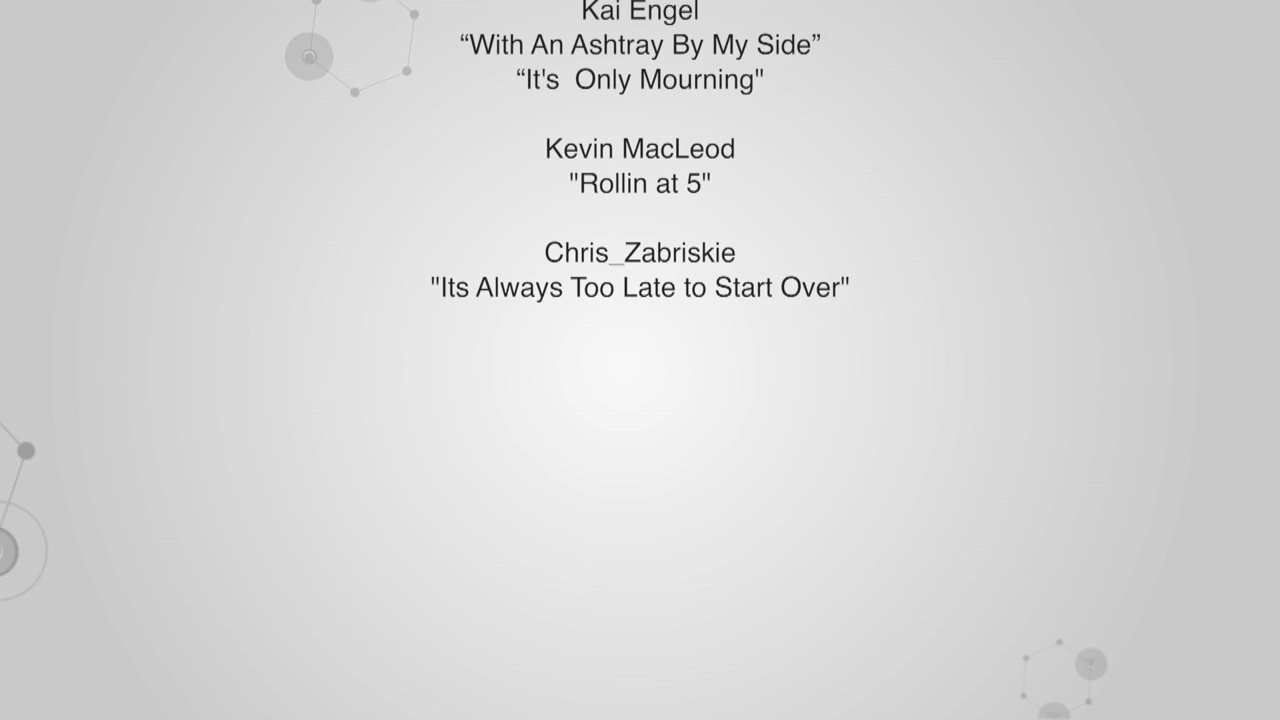 Kai Engel
“With An Ashtray By My Side”
“It's  Only Mourning"
Kevin MacLeod
"Rollin at 5"
Chris_Zabriskie
"Its Always Too Late to Start Over"